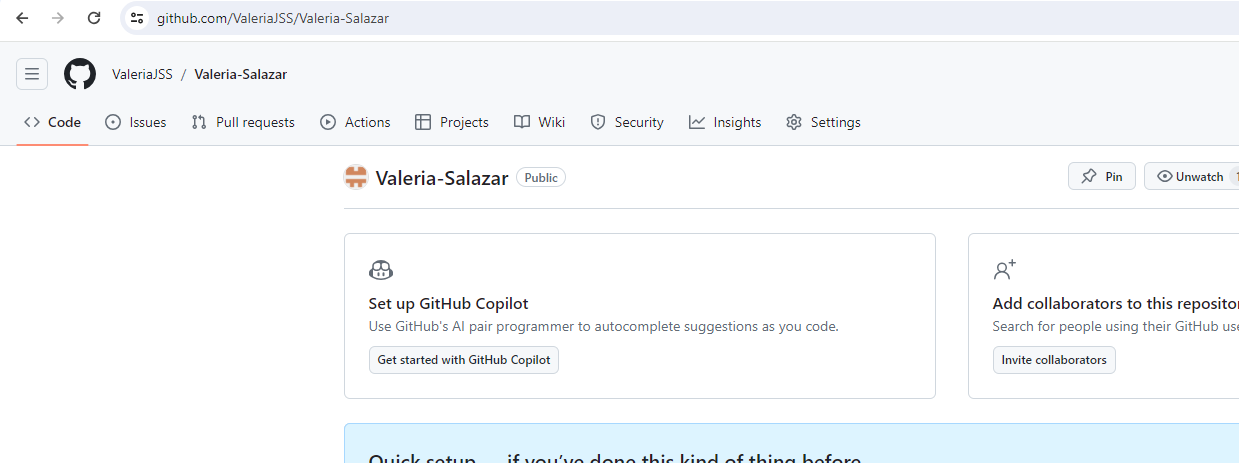 github.com/ValeriaJSS/Valeria-Salazar
ValeriaJSS / Valeria-Salazar
Code Issues Pull requests Actions Projects Wiki Security Insights Settings
Valeria-Salazar Public Pin Unwatch 1
Set up GitHub Copilot
Use GitHub's AI pair programmer to autocomplete suggestions as you code.
Get started with GitHub Copilot
Add collaborators to this repositor
Search for people using their GitHub use
Invite collaborators
Quick setup — if you've done this kind of thing before